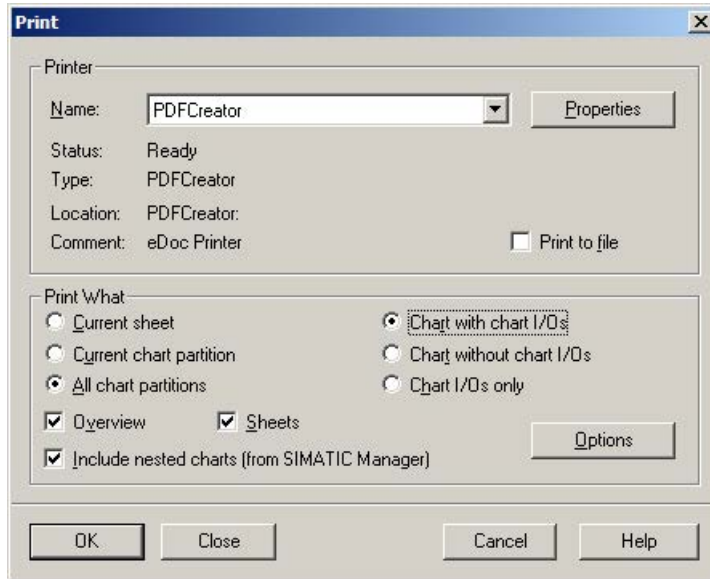 Print
Printer
Name: PDFCreator Properties
Status: Ready
Type: PDFCreator
Location: PDFCreator:
Comment: eDoc Printer Print to file
Print What
Current sheet Chart with chart I/Os
Current chart partition Chart without chart I/Os
All chart partitions Chart I/Os only
Overview Sheets
Include nested charts (from SIMATIC Manager) Options
OK Close Cancel Help